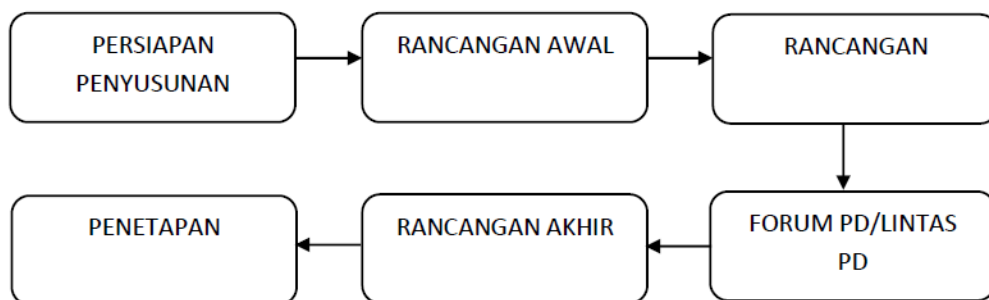 PERSIAPAN
PENYUSUNAN
RANCANGAN AWAL
RANCANGAN
FORUM PD/LINTAS
PD
RANCANGAN AKHIR
PENETAPAN